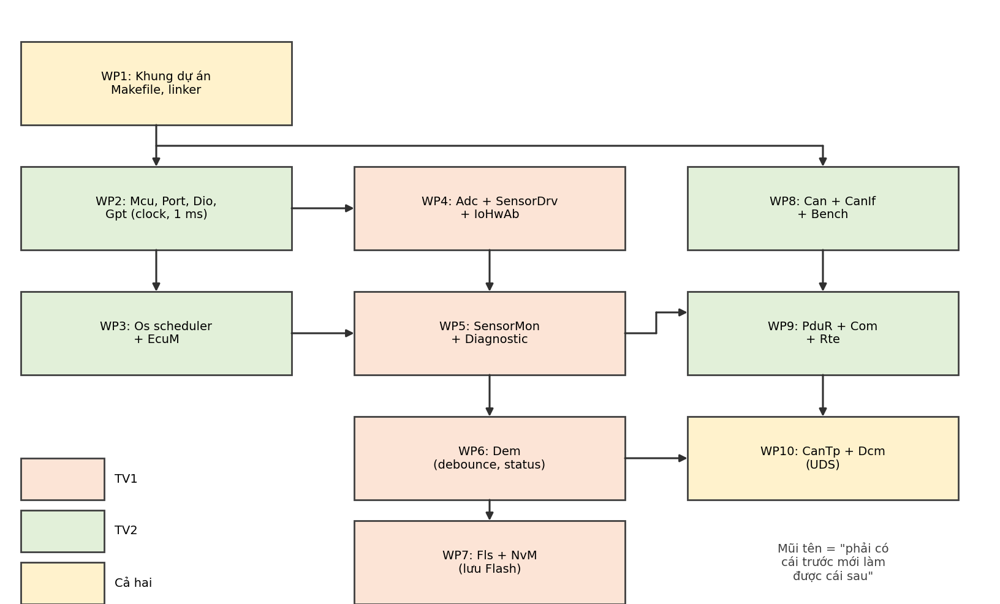 WP1: Khung dự án
Makefile, linker
WP2: Mcu, Port, Dio,
Gpt (clock, 1 ms)
WP4: Adc + SensorDrv
+ IoHwAb
WP8: Can + CanIf
+ Bench
WP3: Os scheduler
+ EcuM
WP5: SensorMon
+ Diagnostic
WP9: PduR + Com
+ Rte
WP6: Dem
(debounce, status)
WP10: CanTp + Dcm
(UDS)
TV1
TV2
Cả hai
WP7: Fls + NvM
(lưu Flash)
Mũi tên = "phải có
cái trước mới làm
được cái sau"